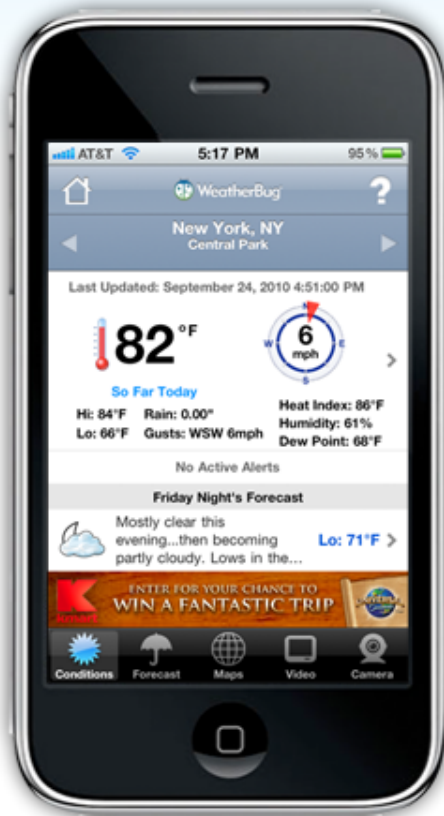 AT&T 5:17 PM 95%
WeatherBug ?
New York, NY
Central Park
Last Updated: September 24, 2010 4:51:00 PM
82°F
N
W 6 E
mph
S
So Far Today
Hi: 84°F Rain: 0.00"
Lo: 66°F Gusts: WSW 6mph
Heat Index: 86°F
Humidity: 61%
Dew Point: 68°F
No Active Alerts
Friday Night's Forecast
Mostly clear this
evening...then becoming
partly cloudy. Lows in the...
Lo: 71°F
K
kmart
ENTER FOR YOUR CHANCE TO
WIN A FANTASTIC TRIP
UNIVERSAL
Conditions Forecast Maps Video Camera